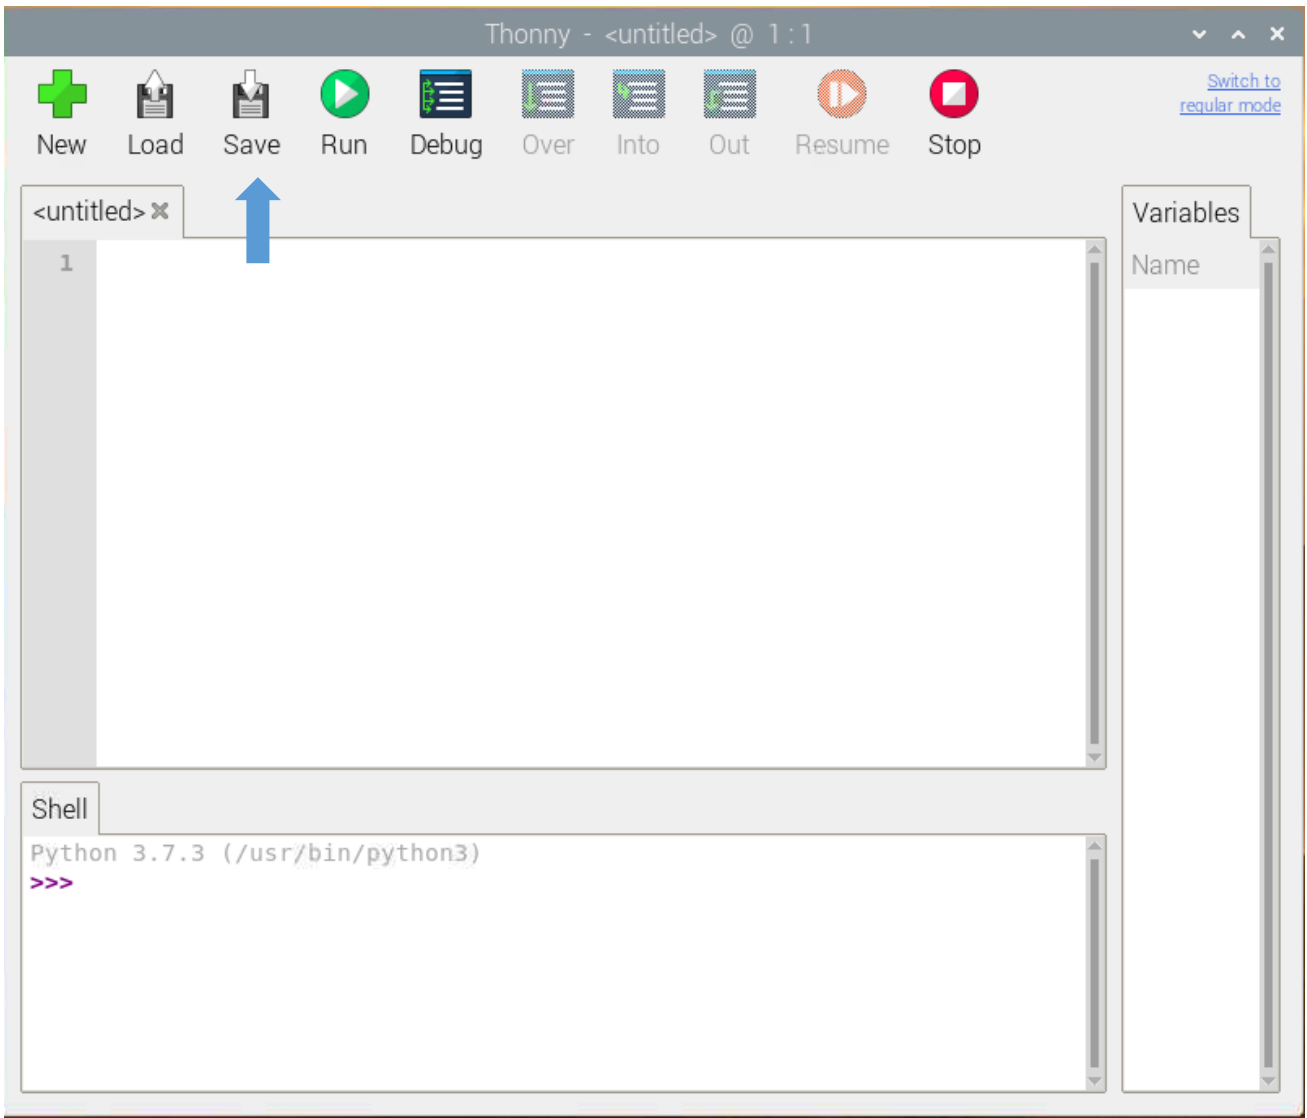 Thonny - <untitled> @ 1 : 1
New Load Save Run Debug Over Into Out Resume Stop
Switch to
regular mode
<untitled>
Variables
1
Name
Shell
Python 3.7.3 (/usr/bin/python3)
>>>